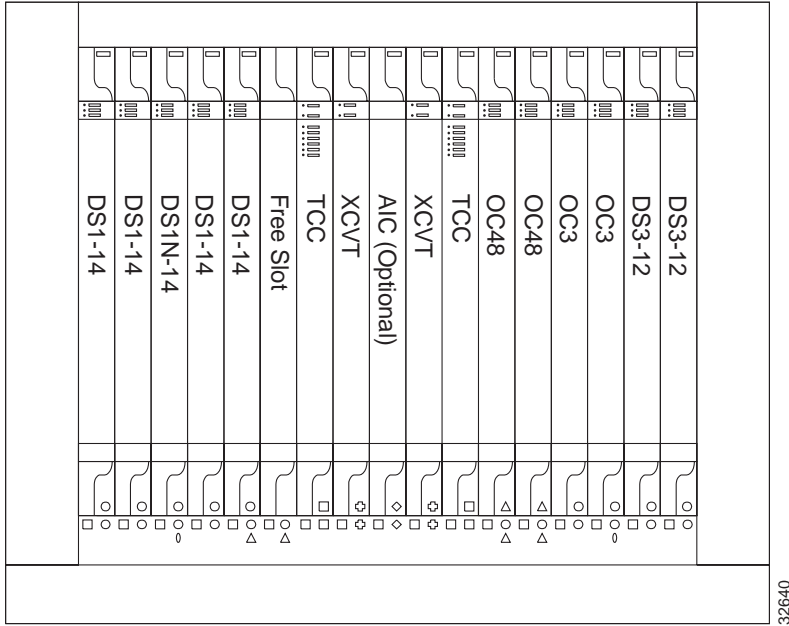 DS1-14
DS1-14
DS1N-14
DS1-14
DS1-14
Free Slot
TCC
XCVT
AIC (Optional)
XCVT
TCC
OC48
OC48
OC3
OC3
DS3-12
DS3-12
32640